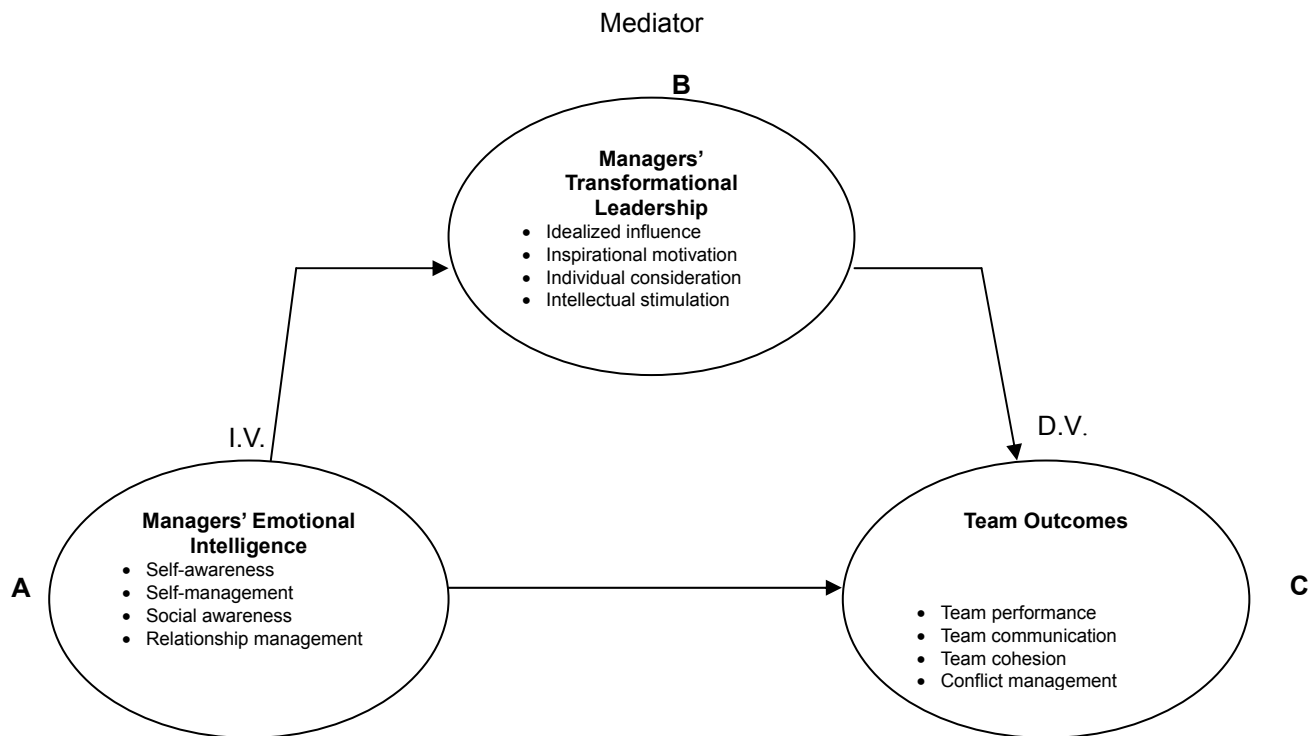 Mediator
B
Managers’
Transformational
Leadership
• Idealized influence
• Inspirational motivation
• Individual consideration
• Intellectual stimulation
I.V.
D.V.
A
Managers’ Emotional
Intelligence
• Self-awareness
• Self-management
• Social awareness
• Relationship management
Team Outcomes
• Team performance
• Team communication
• Team cohesion
• Conflict management
C